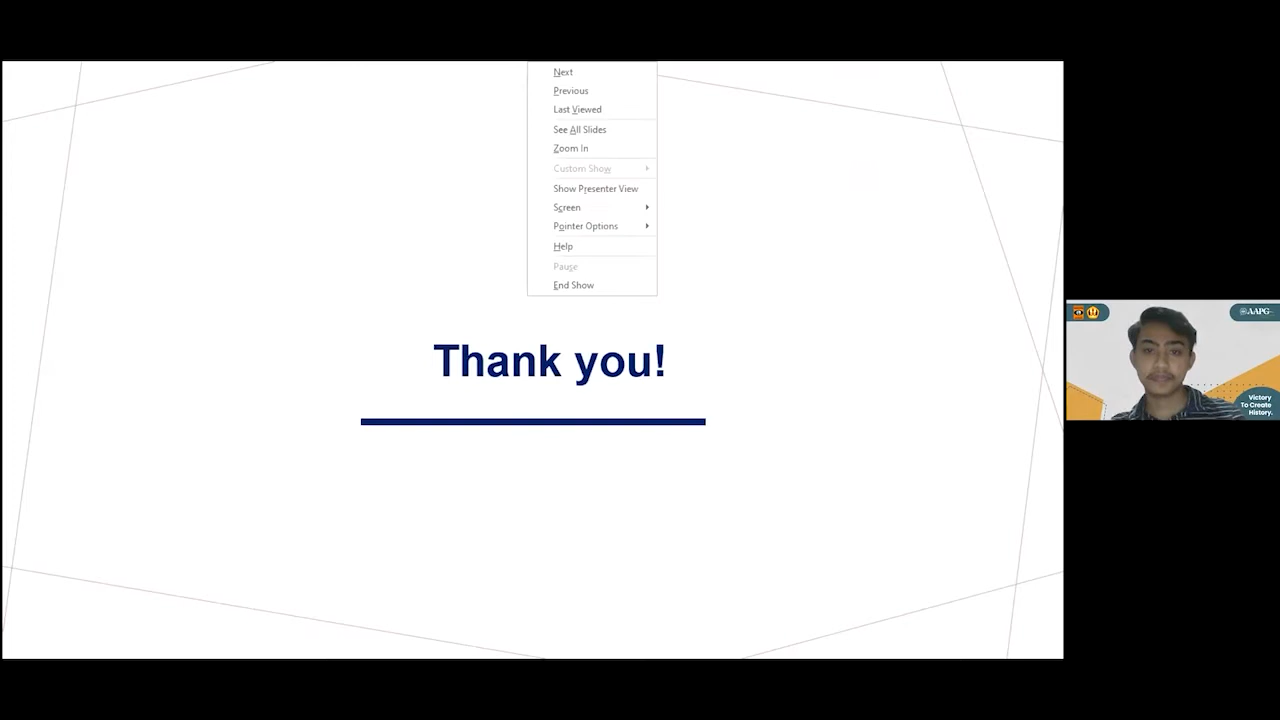 Next
Previous
Last Viewed
See All Slides
Zoom In
Custom Show
Show Presenter View
Screen
Pointer Options
Help
Pause
End Show
Thank you!
AAPG
Victory
To Create
History.